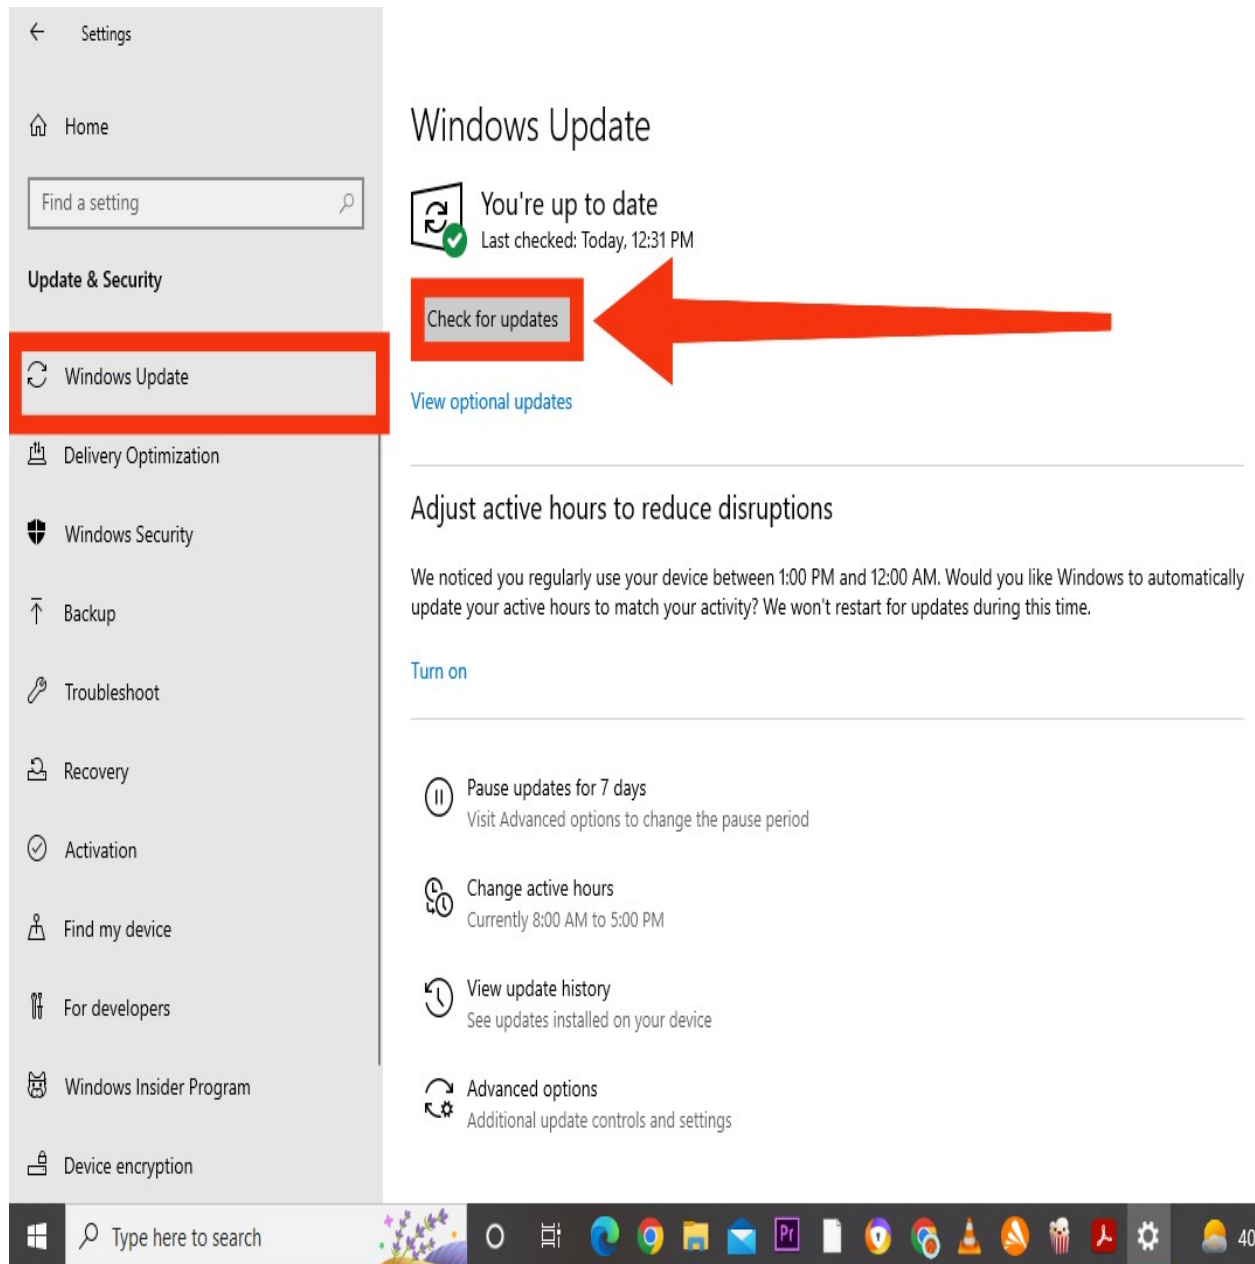 Settings
Home
Find a setting
Update & Security
Windows Update
Delivery Optimization
Windows Security
Backup
Troubleshoot
Recovery
Activation
Find my device
For developers
Windows Insider Program
Device encryption
Windows Update
You're up to date
Last checked: Today, 12:31 PM
Check for updates
View optional updates
Adjust active hours to reduce disruptions
We noticed you regularly use your device between 1:00 PM and 12:00 AM. Would you like Windows to automatically
update your active hours to match your activity? We won't restart for updates during this time.
Turn on
Pause updates for 7 days
Visit Advanced options to change the pause period
Change active hours
Currently 8:00 AM to 5:00 PM
View update history
See updates installed on your device
Advanced options
Additional update controls and settings
Type here to search
Pr
40